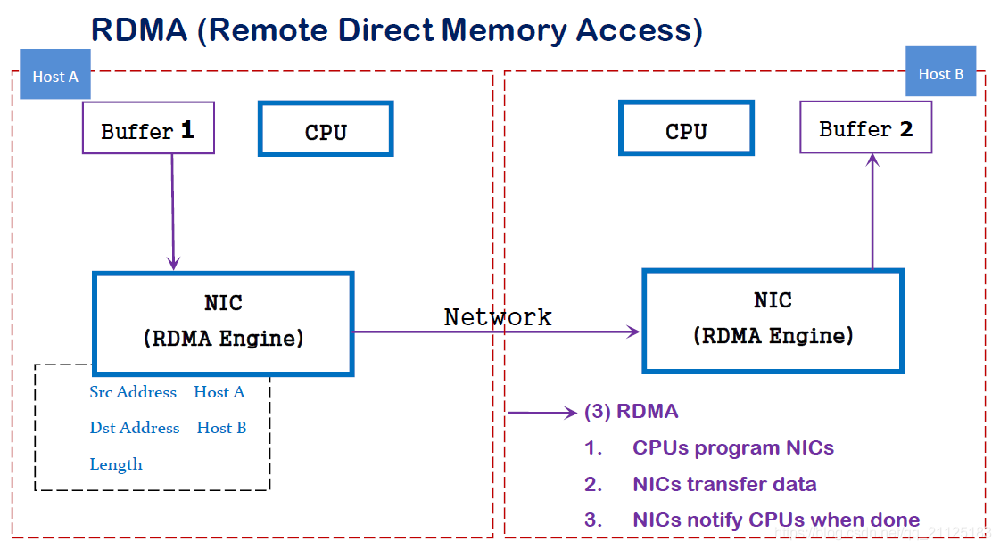 RDMA (Remote Direct Memory Access)
Host A
Host B
Buffer 1
CPU
CPU
Buffer 2
NIC
(RDMA Engine)
Network
NIC
(RDMA Engine)
Src Address Host A
Dst Address Host B
Length
(3) RDMA
1. CPUs program NICs
2. NICs transfer data
3. NICs notify CPUs when done